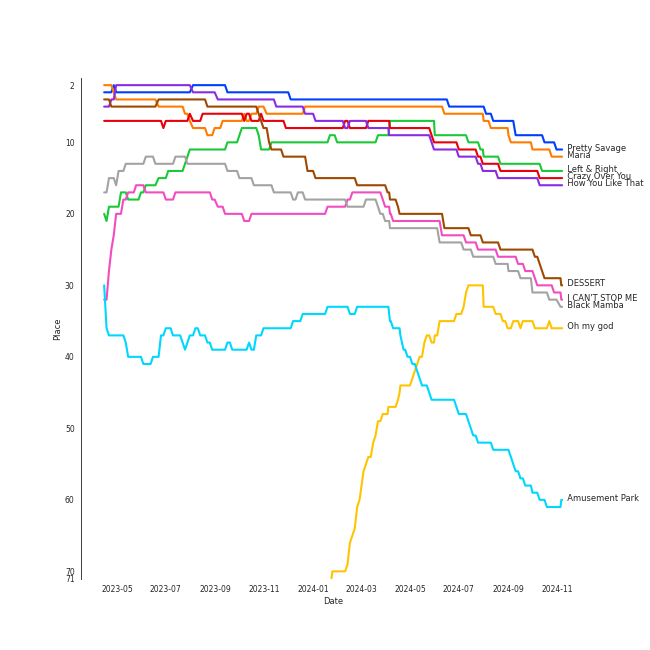 2
10
20
30
40
50
60
70
71
Place
2023-05
2023-07
2023-09
2023-11
2024-01
2024-03
2024-05
2024-07
2024-09
2024-11
Date
Pretty Savage
Maria
Left & Right
Crazy Over You
How You Like That
DESSERT
I CAN'T STOP ME
Black Mamba
Oh my god
Amusement Park